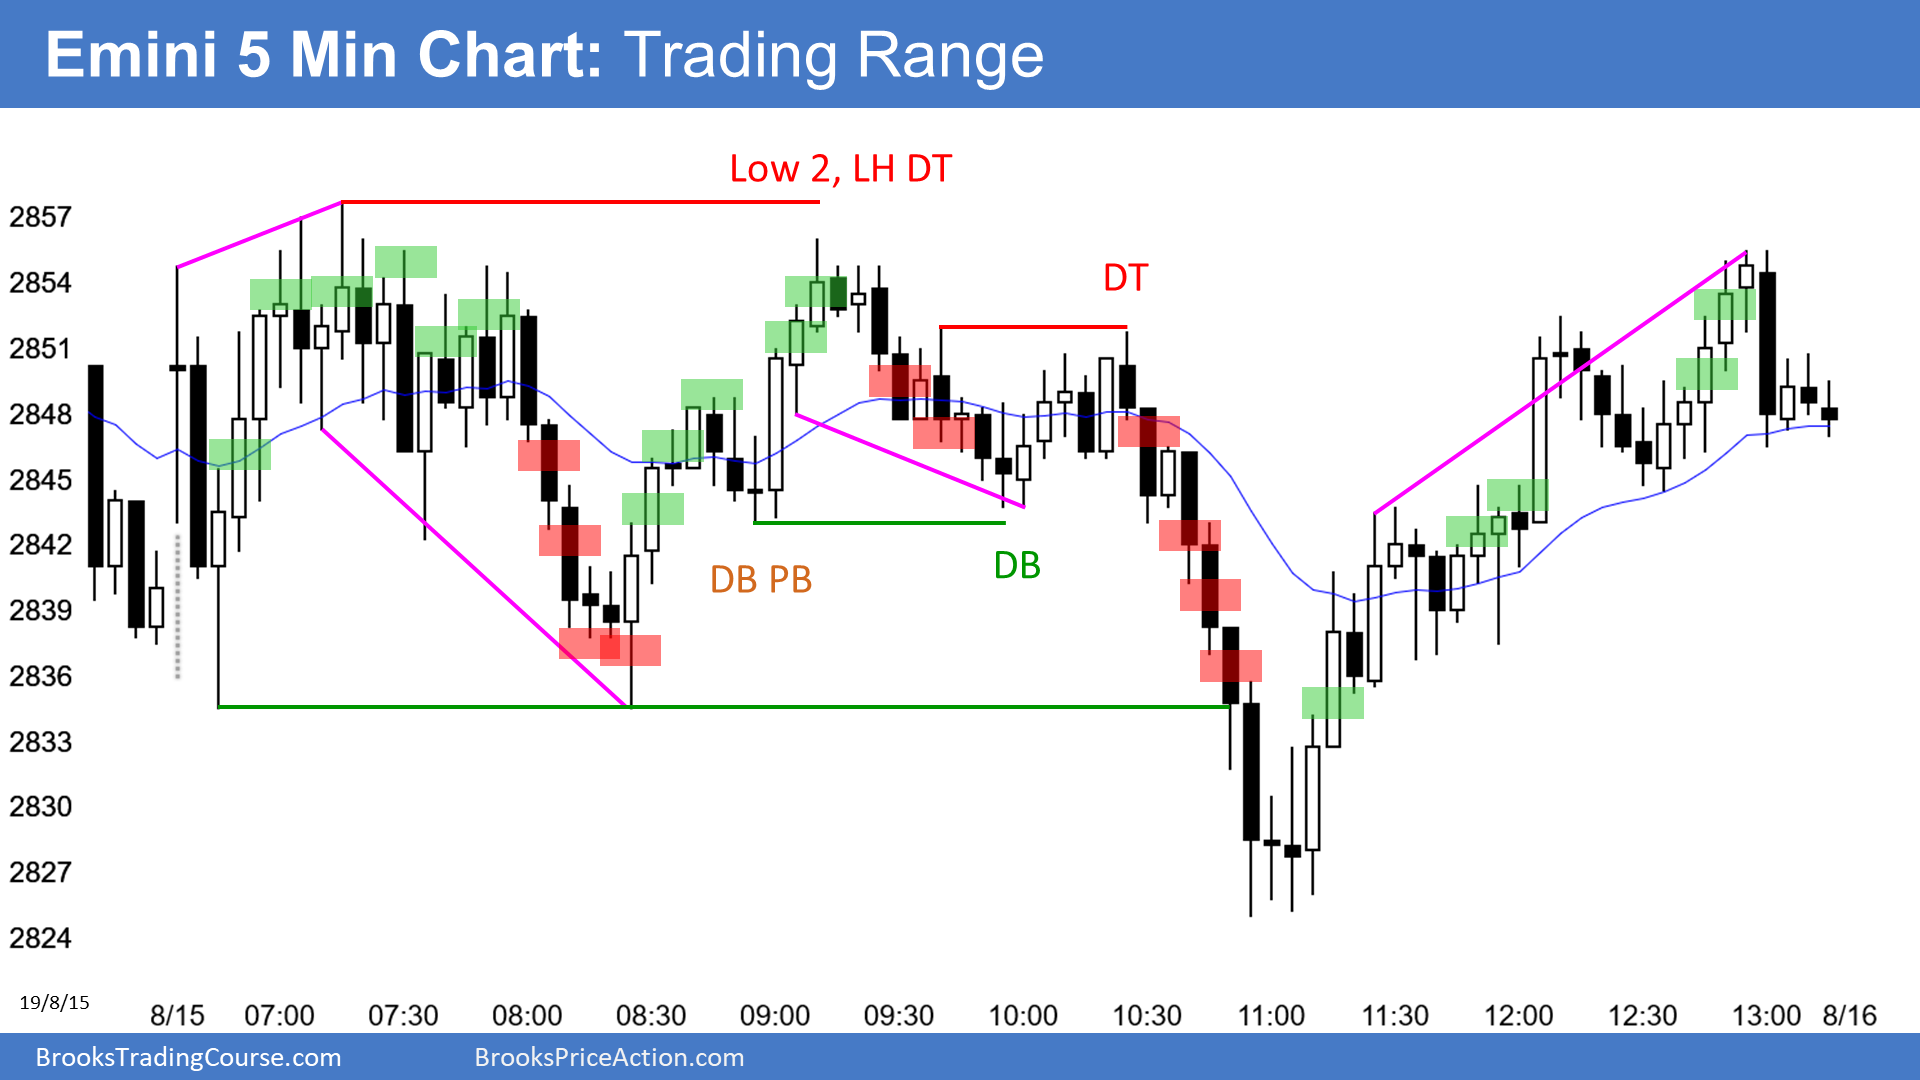 Emini 5 Min Chart: Trading Range
Low 2, LH DT
2857
2854
DT
2851
2848
2845
2842
DB PB
DB
2839
2836
2833
2830
2827
2824
19/8/15
8/15 07:00 07:30 08:00 08:30 09:00 09:30 10:00 10:30 11:00 11:30 12:00 12:30 13:00 8/16
BrooksTradingCourse.com BrooksPriceAction.com